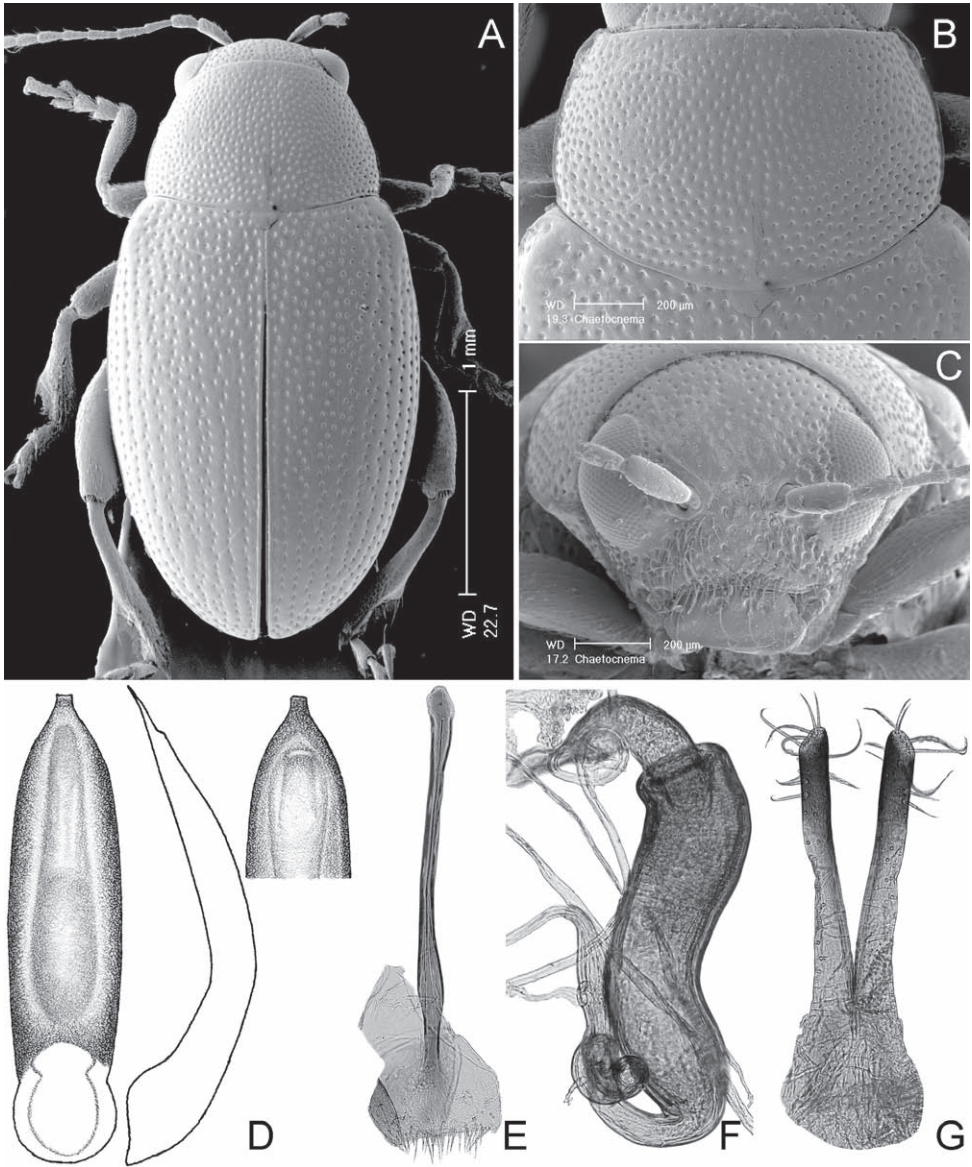 A
1 mm
WD
22.7
B
WD 200 µm
19.3 Chaetocnema
C
WD 200 µm
17.2 Chaetocnema
D
E
F
G